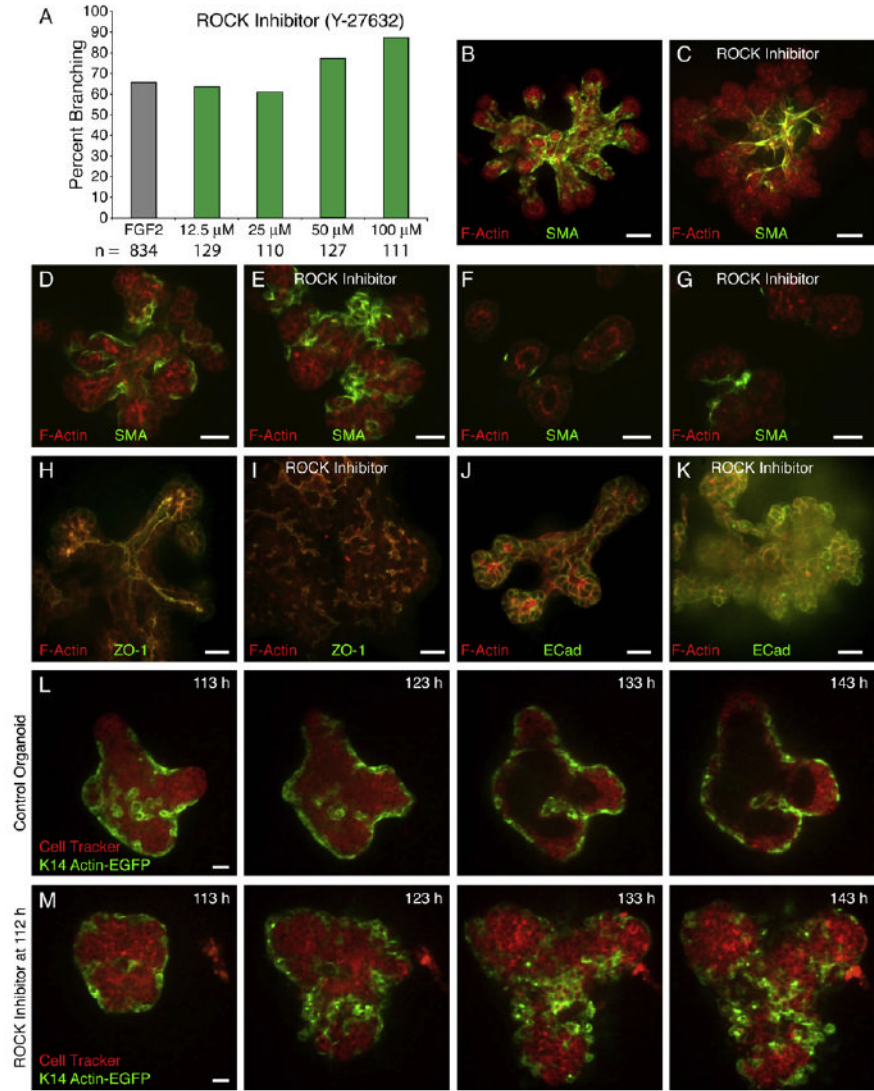 A
ROCK Inhibitor (Y-27632)
Percent Branching
100
90
80
70
60
50
40
30
20
10
0
FGF2 12.5 μM 25 μM 50 μM 100 μM
n = 834 129 110 127 111
B
F-Actin SMA
C ROCK Inhibitor
F-Actin SMA
D
F-Actin SMA
E ROCK Inhibitor
F-Actin SMA
F
F-Actin SMA
G ROCK Inhibitor
F-Actin SMA
H
F-Actin ZO-1
I ROCK Inhibitor
F-Actin ZO-1
J
F-Actin ECad
K ROCK Inhibitor
F-Actin ECad
Control Organoid
L 113 h
Cell Tracker
K14 Actin-EGFP
123 h
133 h
143 h
ROCK Inhibitor at 112 h
M 113 h
Cell Tracker
K14 Actin-EGFP
123 h
133 h
143 h